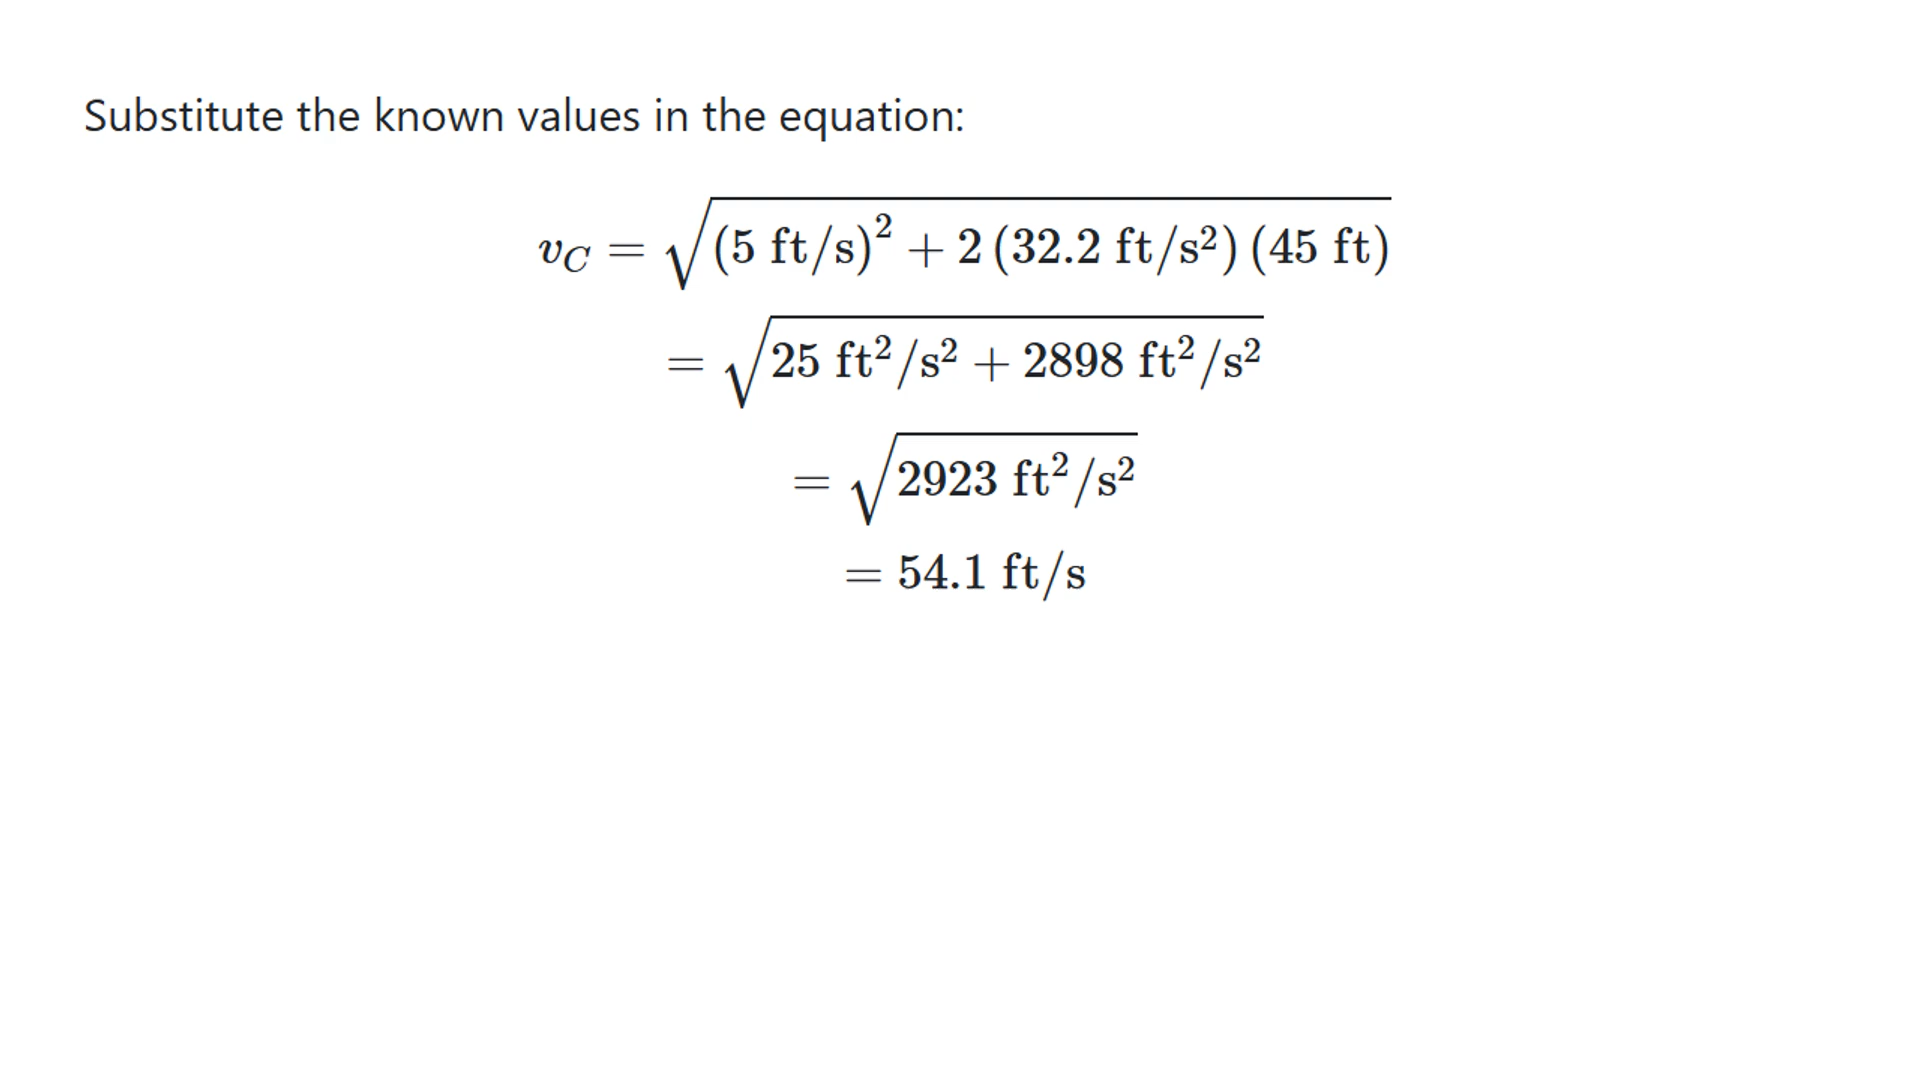 Substitute the known values in the equation:
v_C = √((5 ft/s)² + 2 (32.2 ft/s²) (45 ft))
= √(25 ft²/s² + 2898 ft²/s²)
= √(2923 ft²/s²)
= 54.1 ft/s